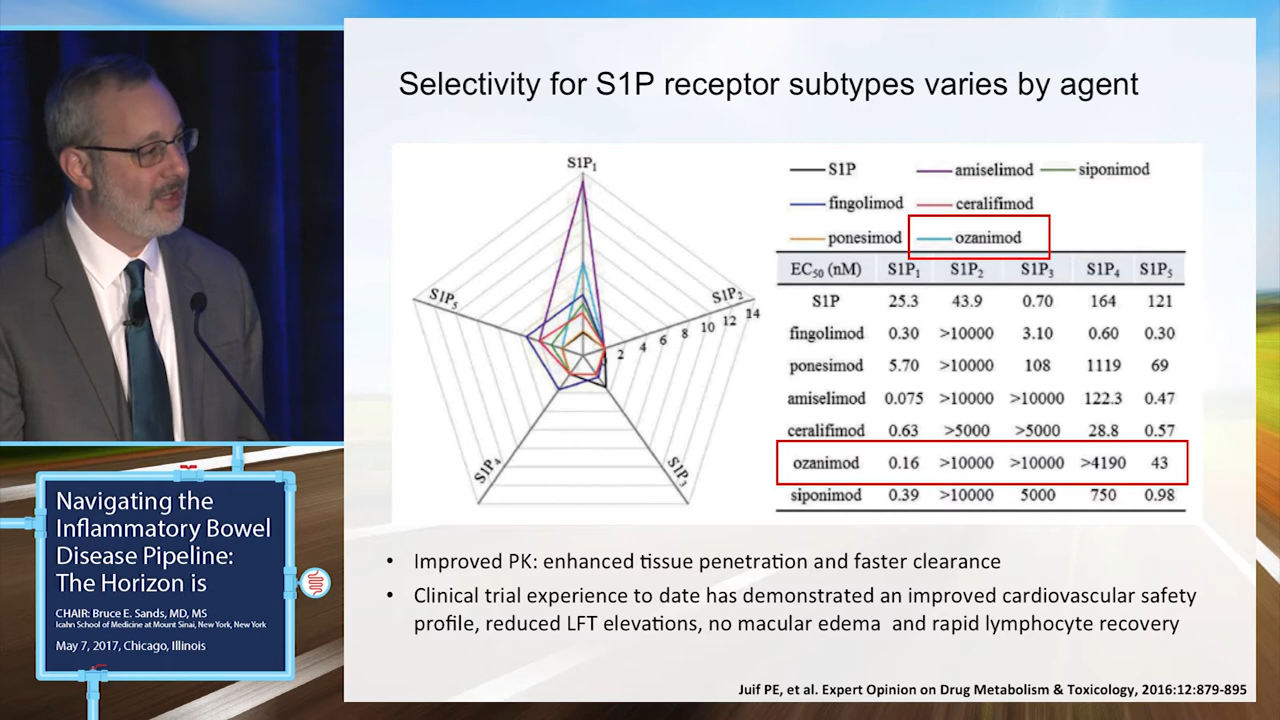 Selectivity for S1P receptor subtypes varies by agent
S1P₁
S1P₂
S1P₃
S1P₄
S1P₅
2 4 6 8 10 12 14
S1P amiselimod siponimod
fingolimod ceralifimod
ponesimod ozanimod
EC₅₀ (nM) S1P₁ S1P₂ S1P₃ S1P₄ S1P₅
S1P 25.3 43.9 0.70 164 121
fingolimod 0.30 >10000 3.10 0.60 0.30
ponesimod 5.70 >10000 108 1119 69
amiselimod 0.075 >10000 >10000 122.3 0.47
ceralifimod 0.63 >5000 >5000 28.8 0.57
ozanimod 0.16 >10000 >10000 >4190 43
siponimod 0.39 >10000 5000 750 0.98
• Improved PK: enhanced tissue penetration and faster clearance
• Clinical trial experience to date has demonstrated an improved cardiovascular safety
profile, reduced LFT elevations, no macular edema and rapid lymphocyte recovery
Juif PE, et al. Expert Opinion on Drug Metabolism & Toxicology, 2016:12:879-895
Navigating the
Inflammatory Bowel
Disease Pipeline:
The Horizon is
CHAIR: Bruce E. Sands, MD, MS
Icahn School of Medicine at Mount Sinai, New York, New York
May 7, 2017, Chicago, Illinois